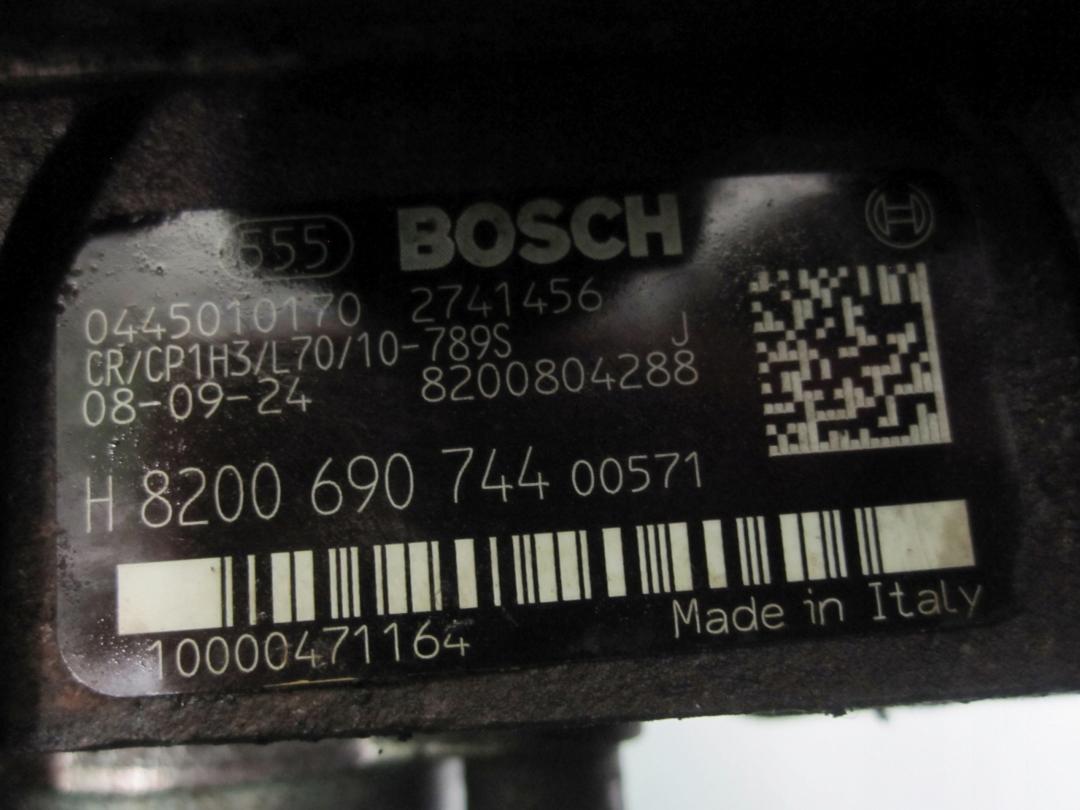 555 BOSCH
0445010170 2741456
CR/CP1H3/L70/10-789S J
08-09-24 8200804288
H 8200 690 744 00571
10000471164 Made in Italy